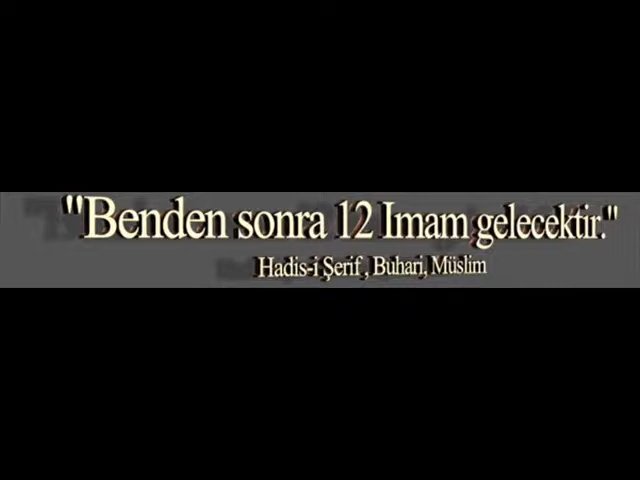 "Benden sonra 12 Imam gelecektir."
Hadis-i Şerif , Buhari, Müslim